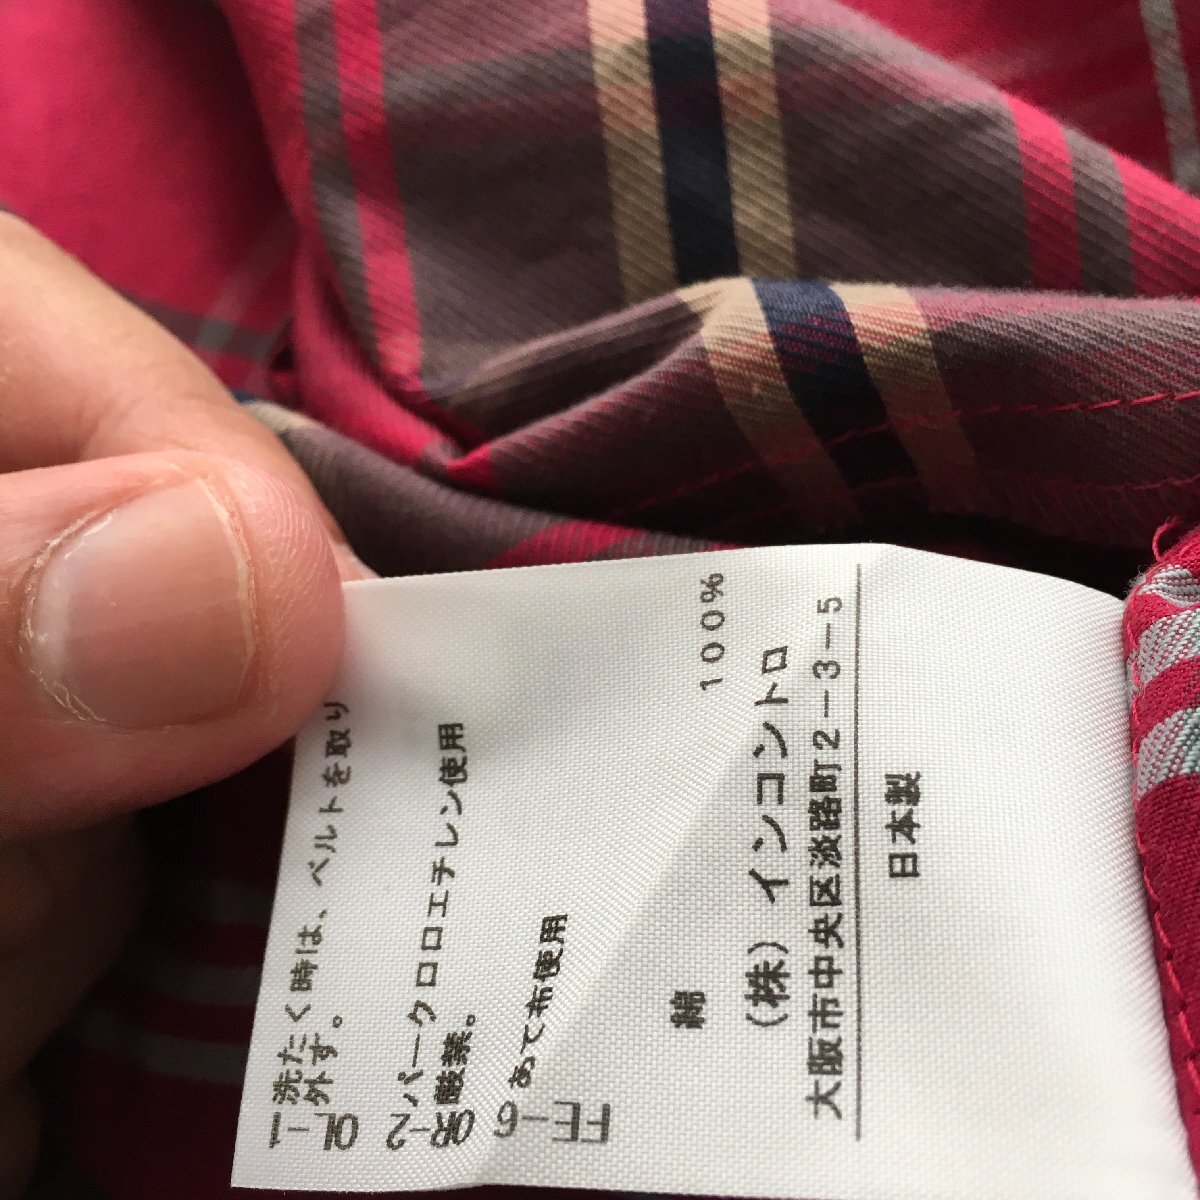 洗たく時は、ベルトを取り
外す。
パークロロエチレン使用
厳禁。
あて布使用
綿 100%
(株) インコントロ
大阪市中央区淡路町2-3-5
日本製